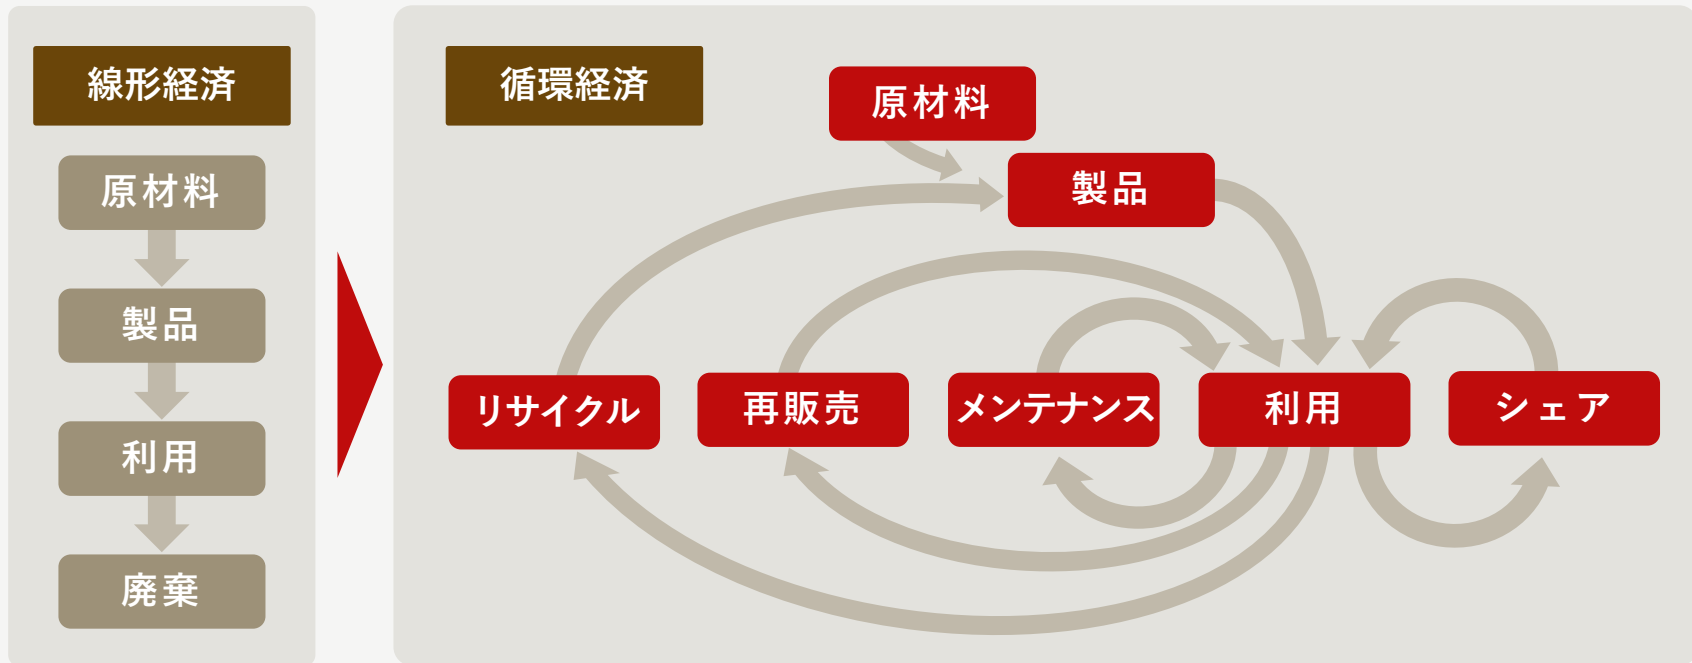 線形経済
原材料
製品
利用
廃棄
循環経済
原材料
製品
リサイクル
再販売
メンテナンス
利用
シェア